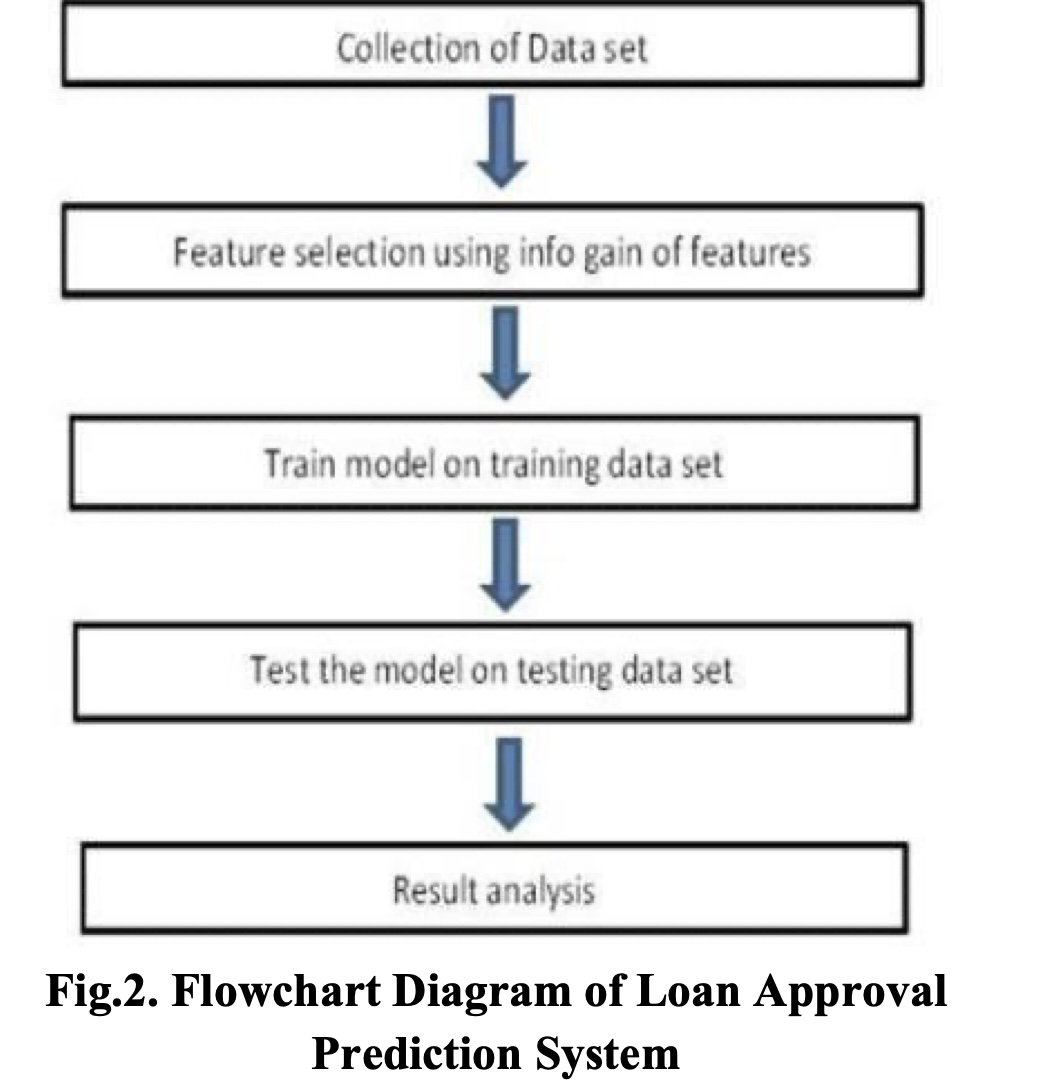 Collection of Data set
Feature selection using info gain of features
Train model on training data set
Test the model on testing data set
Result analysis
Fig.2. Flowchart Diagram of Loan Approval
Prediction System